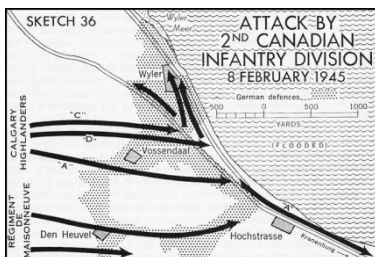 SKETCH 36
ATTACK BY
2ND CANADIAN
INFANTRY DIVISION
8 FEBRUARY 1945
Wyler
Meer
Wyler
German defences
500
0
500
1000
YARDS
(FLOODED)
CALGARY
HIGHLANDERS
"C"
"D"
"A"
Vossendaal
"A"
RÉGIMENT
DE
MAISONNEUVE
Den Heuvel
Hochstrasse
Kranenburg